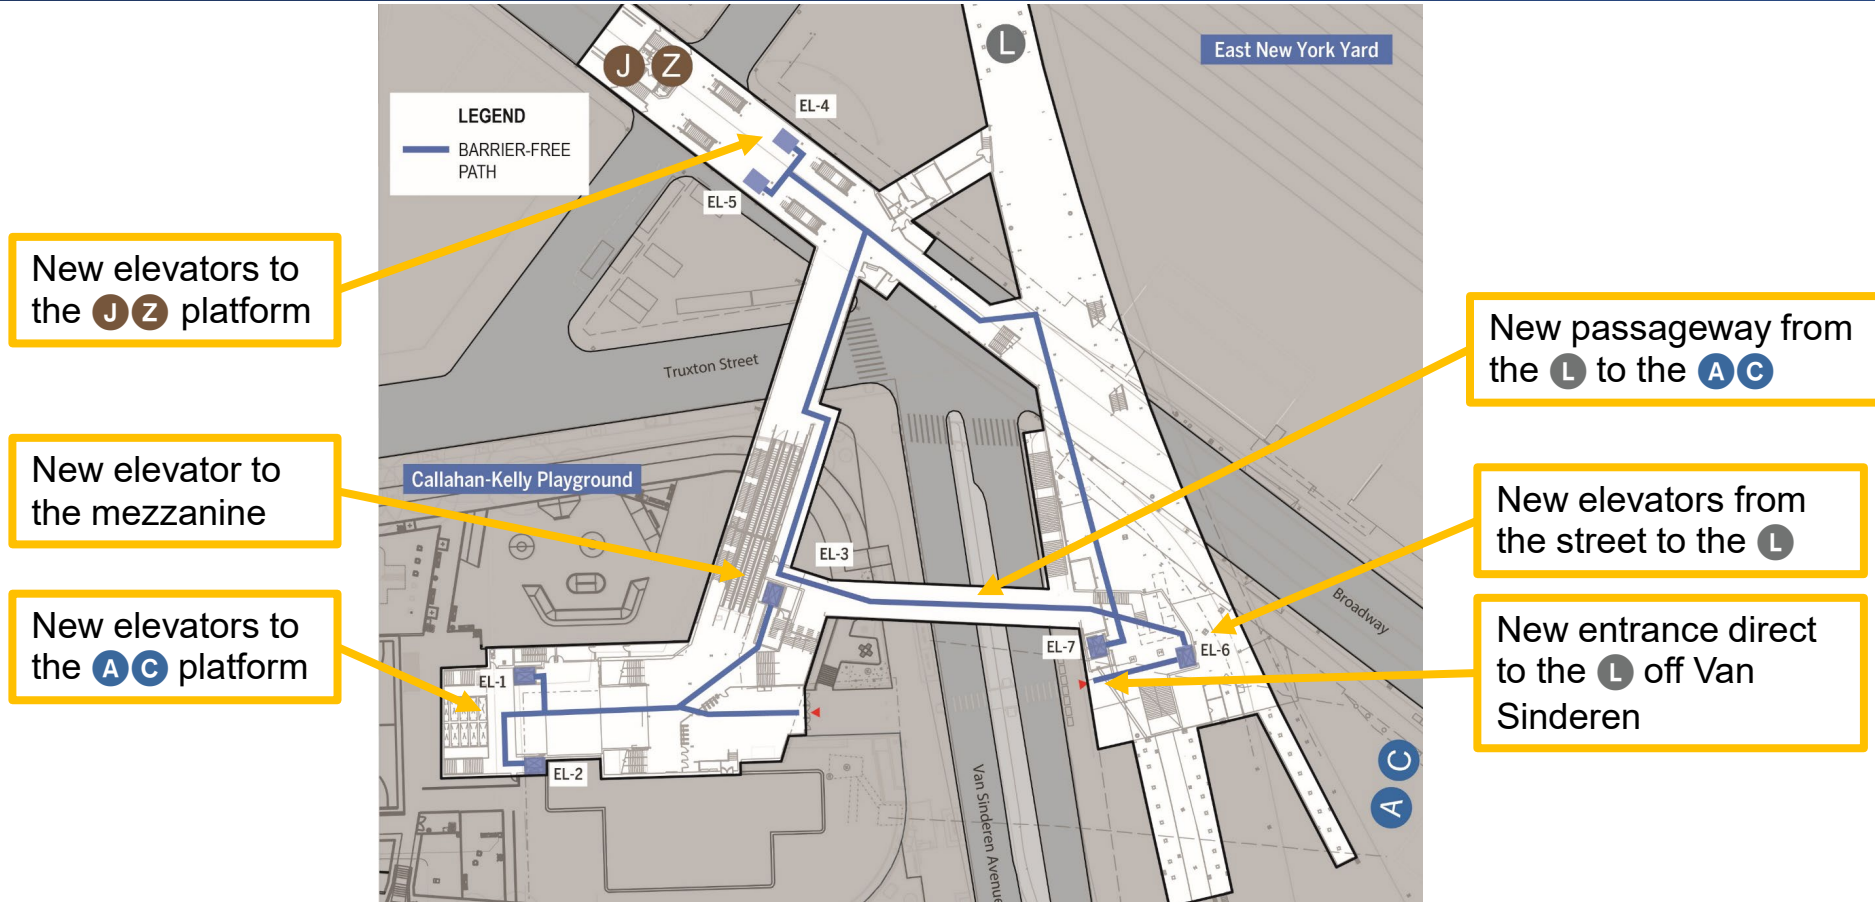 J Z
L
East New York Yard
LEGEND
BARRIER-FREE
PATH
EL-4
EL-5
New elevators to
the J Z platform
Truxton Street
New passageway from
the L to the A C
New elevator to
the mezzanine
Callahan-Kelly Playground
New elevators from
the street to the L
EL-3
Broadway
New elevators to
the A C platform
EL-1
EL-2
EL-7
EL-6
New entrance direct
to the L off Van
Sinderen
Van Sinderen Avenue
A C